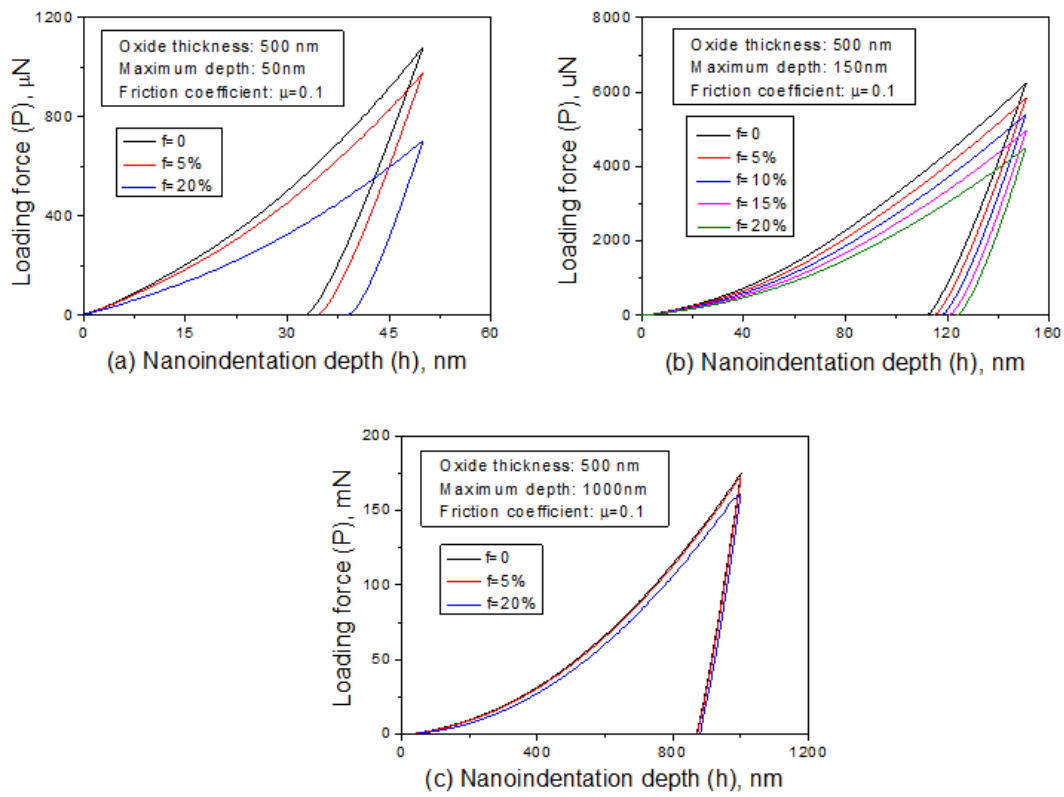 1200
800
400
0
Loading force (P), μN
Oxide thickness: 500 nm
Maximum depth: 50nm
Friction coefficient: μ=0.1
f=0
f=5%
f=20%
0 15 30 45 60
(a) Nanoindentation depth (h), nm
8000
6000
4000
2000
0
Loading force (P), uN
Oxide thickness: 500 nm
Maximum depth: 150nm
Friction coefficient: μ=0.1
f=0
f=5%
f=10%
f=15%
f=20%
0 40 80 120 160
(b) Nanoindentation depth (h), nm
200
150
100
50
0
Loading force (P), mN
Oxide thickness: 500 nm
Maximum depth: 1000nm
Friction coefficient: μ=0.1
f=0
f=5%
f=20%
0 400 800 1200
(c) Nanoindentation depth (h), nm